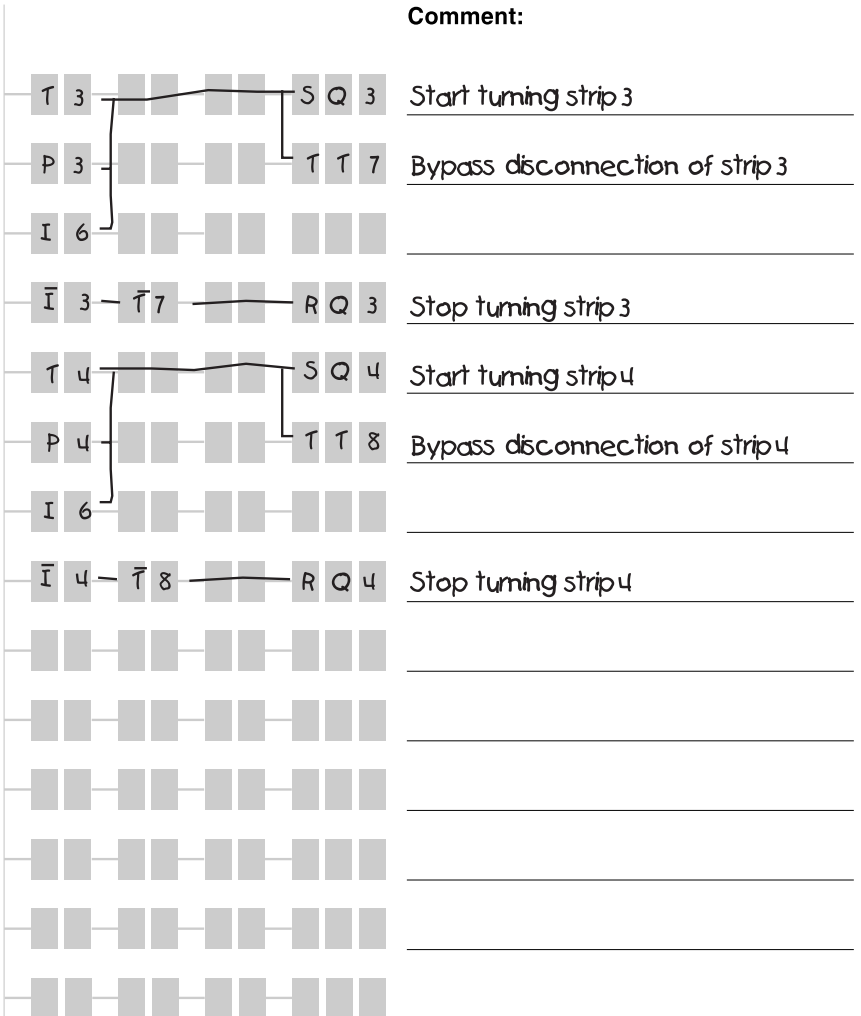 Comment:
T 3 S Q 3 Start turning strip 3
P 3 T T 7 Bypass disconnection of strip 3
I 6
Ī 3 T̄ 7 R Q 3 Stop turning strip 3
T 4 S Q 4 Start turning strip 4
P 4 T T 8 Bypass disconnection of strip 4
I 6
Ī 4 T̄ 8 R Q 4 Stop turning strip 4